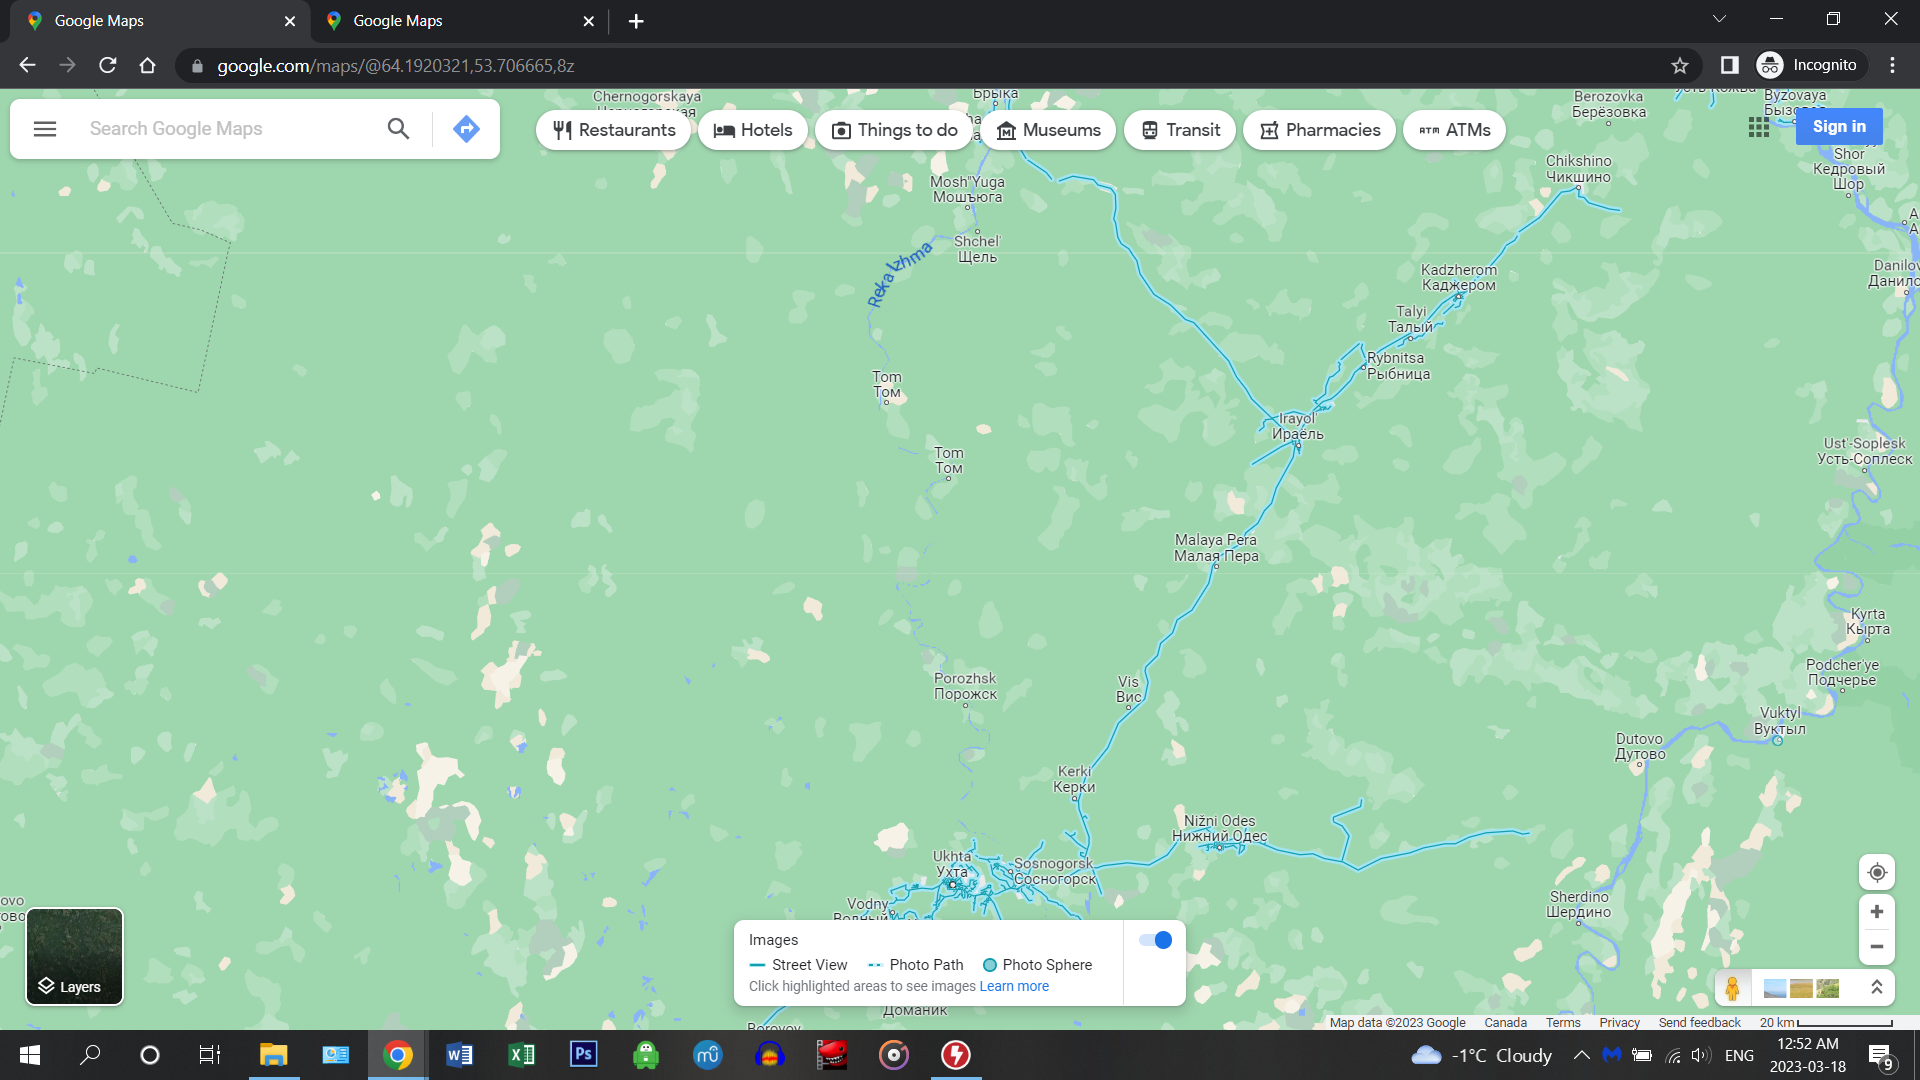 Google Maps
Google Maps
google.com/maps/@64.1920321,53.706665,8z
Incognito
Search Google Maps
Restaurants
Hotels
Things to do
Museums
Transit
Pharmacies
ATMs
Sign in
Chernogorskaya
Брыка
Berozovka
Берёзовка
Byzovaya
Shor
Кедровый
Шор
Chikshino
Чикшино
Mosh"Yuga
Мошъюга
Shchel'
Щель
Reka Izhma
Kadzherom
Каджером
Talyi
Талый
Rybnitsa
Рыбница
Tom
Том
Irayol'
Ираёль
Tom
Том
Ust'-Soplesk
Усть-Соплеск
Malaya Pera
Малая Пера
Kyrta
Кырта
Porozhsk
Порожск
Vis
Вис
Podcher'ye
Подчерье
Vuktyl
Вуктыл
Dutovo
Дутово
Kerki
Керки
Nižni Odes
Нижний Одес
Ukhta
Ухта
Sosnogorsk
Сосногорск
Vodny
Sherdino
Шердино
Доманик
Layers
Images
Street View
Photo Path
Photo Sphere
Click highlighted areas to see images Learn more
Map data ©2023 Google Canada Terms Privacy Send feedback 20 km
-1°C Cloudy
ENG
12:52 AM
2023-03-18
9